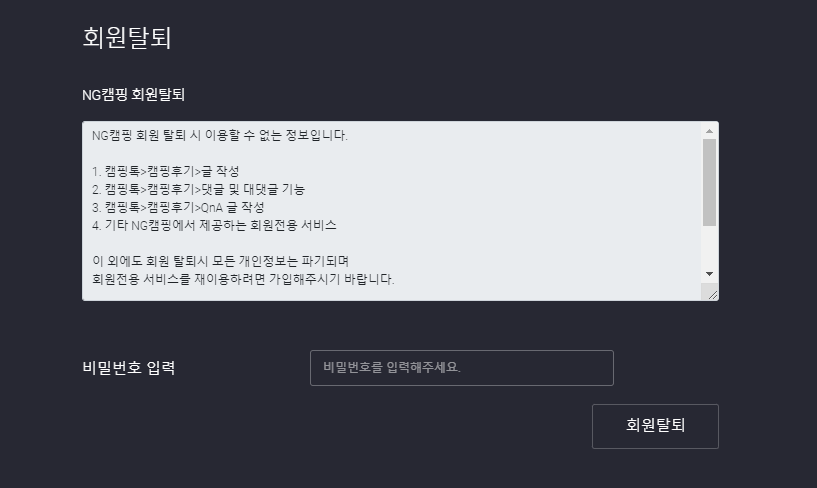 회원탈퇴
NG캠핑 회원탈퇴
NG캠핑 회원 탈퇴 시 이용할 수 없는 정보입니다.
1. 캠핑톡>캠핑후기>글 작성
2. 캠핑톡>캠핑후기>댓글 및 대댓글 기능
3. 캠핑톡>캠핑후기>QnA 글 작성
4. 기타 NG캠핑에서 제공하는 회원전용 서비스
이 외에도 회원 탈퇴시 모든 개인정보는 파기되며
회원전용 서비스를 재이용하려면 가입해주시기 바랍니다.
비밀번호 입력
비밀번호를 입력해주세요.
회원탈퇴